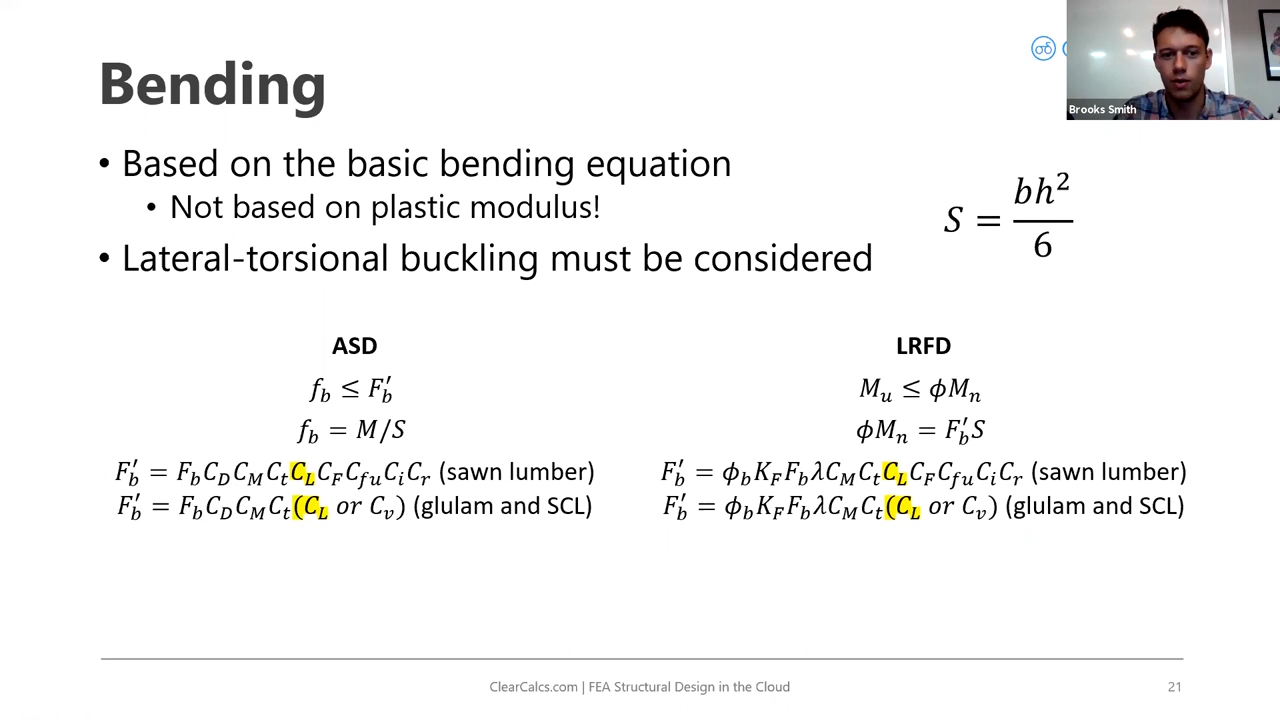 Bending
Brooks Smith
• Based on the basic bending equation
• Not based on plastic modulus!
• Lateral-torsional buckling must be considered
S = bh²/6
ASD
f_b ≤ F′_b
f_b = M/S
F′_b = F_b C_D C_M C_t C_L C_F C_fu C_i C_r (sawn lumber)
F′_b = F_b C_D C_M C_t (C_L or C_v) (glulam and SCL)
LRFD
M_u ≤ ϕM_n
ϕM_n = F′_b S
F′_b = ϕ_b K_F F_b λ C_M C_t C_L C_F C_fu C_i C_r (sawn lumber)
F′_b = ϕ_b K_F F_b λ C_M C_t (C_L or C_v) (glulam and SCL)
ClearCalcs.com | FEA Structural Design in the Cloud
21